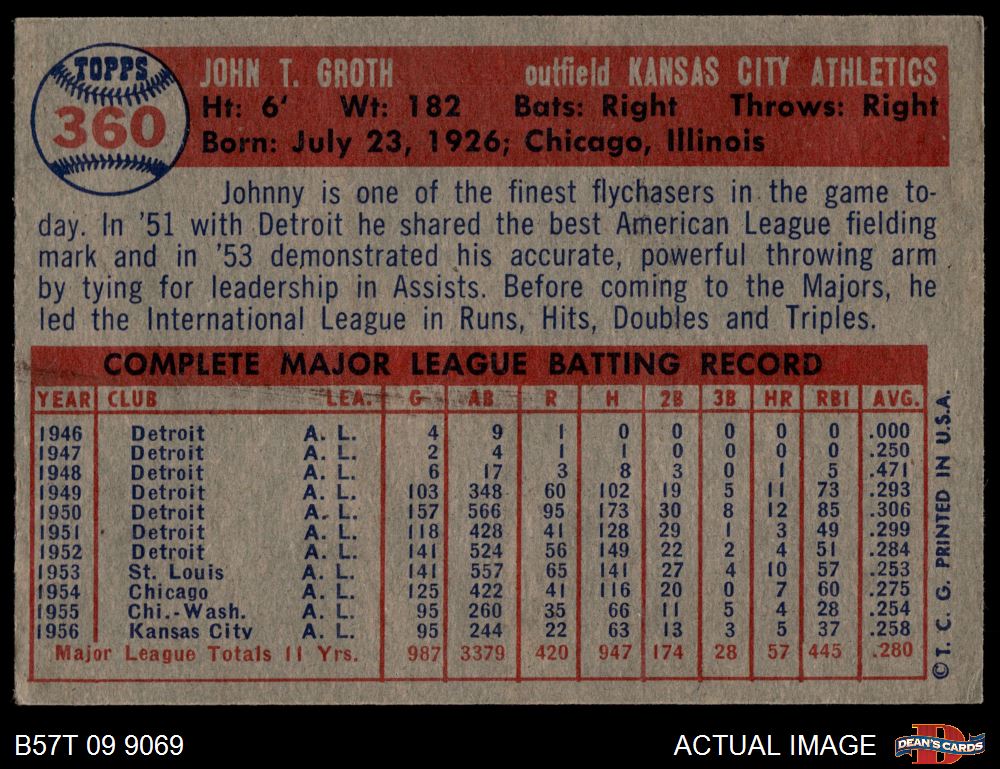 TOPPS
360
JOHN T. GROTH outfield KANSAS CITY ATHLETICS
Ht: 6' Wt: 182 Bats: Right Throws: Right
Born: July 23, 1926; Chicago, Illinois
Johnny is one of the finest flychasers in the game to-
day. In '51 with Detroit he shared the best American League fielding
mark and in '53 demonstrated his accurate, powerful throwing arm
by tying for leadership in Assists. Before coming to the Majors, he
led the International League in Runs, Hits, Doubles and Triples.
COMPLETE MAJOR LEAGUE BATTING RECORD
YEAR CLUB LEA. G AB R H 2B 3B HR RBI AVG.
1946 Detroit A. L. 4 9 1 0 0 0 0 0 .000
1947 Detroit A. L. 2 4 1 1 0 0 0 0 .250
1948 Detroit A. L. 6 17 3 8 3 0 1 5 .471
1949 Detroit A. L. 103 348 60 102 19 5 11 73 .293
1950 Detroit A. L. 157 566 95 173 30 8 12 85 .306
1951 Detroit A. L. 118 428 41 128 29 1 3 49 .299
1952 Detroit A. L. 141 524 56 149 22 2 4 51 .284
1953 St. Louis A. L. 141 557 65 141 27 4 10 57 .253
1954 Chicago A. L. 125 422 41 116 20 0 7 60 .275
1955 Chi.-Wash. A. L. 95 260 35 66 11 5 4 28 .254
1956 Kansas City A. L. 95 244 22 63 13 3 5 37 .258
Major League Totals 11 Yrs. 987 3379 420 947 174 28 57 445 .280
© T. C. G. PRINTED IN U.S.A.
B57T 09 9069
ACTUAL IMAGE
D
DEAN'S CARDS